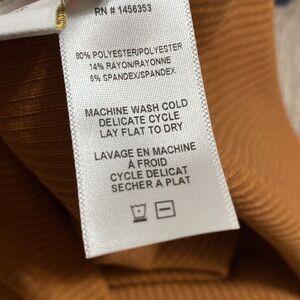 RN # 1456353
80% POLYESTER/POLYESTER
14% RAYON/RAYONNE
6% SPANDEX/SPANDEX
MACHINE WASH COLD
DELICATE CYCLE
LAY FLAT TO DRY
LAVAGE EN MACHINE
À FROID
CYCLE DELICAT
SECHER A PLAT